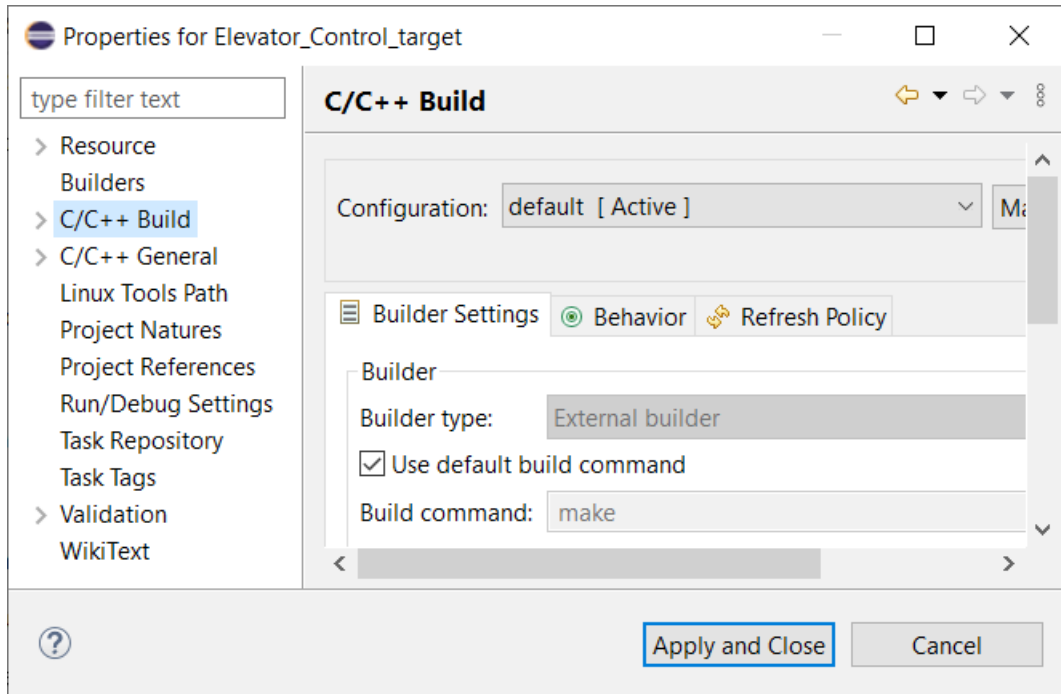 Properties for Elevator_Control_target
type filter text
Resource
Builders
C/C++ Build
C/C++ General
Linux Tools Path
Project Natures
Project References
Run/Debug Settings
Task Repository
Task Tags
Validation
WikiText
C/C++ Build
Configuration: default [ Active ] Ma
Builder Settings Behavior Refresh Policy
Builder
Builder type: External builder
Use default build command
Build command: make
Apply and Close Cancel